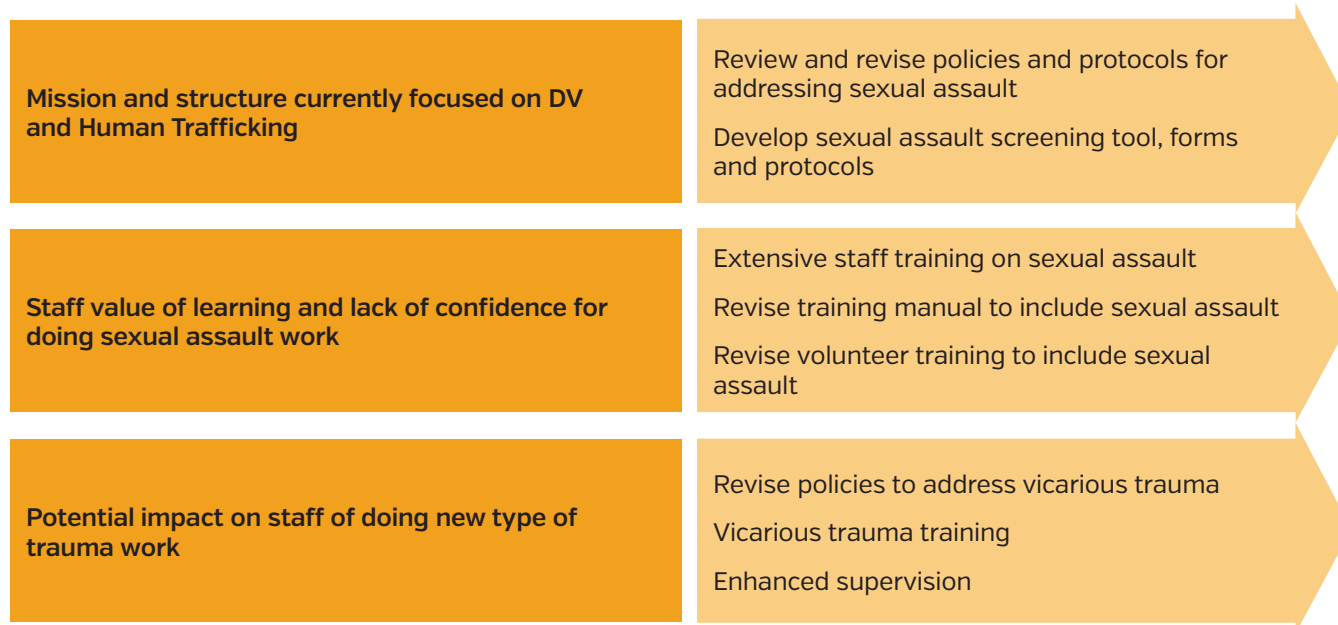 Mission and structure currently focused on DV
and Human Trafficking
Review and revise policies and protocols for
addressing sexual assault
Develop sexual assault screening tool, forms
and protocols
Staff value of learning and lack of confidence for
doing sexual assault work
Extensive staff training on sexual assault
Revise training manual to include sexual assault
Revise volunteer training to include sexual
assault
Potential impact on staff of doing new type of
trauma work
Revise policies to address vicarious trauma
Vicarious trauma training
Enhanced supervision